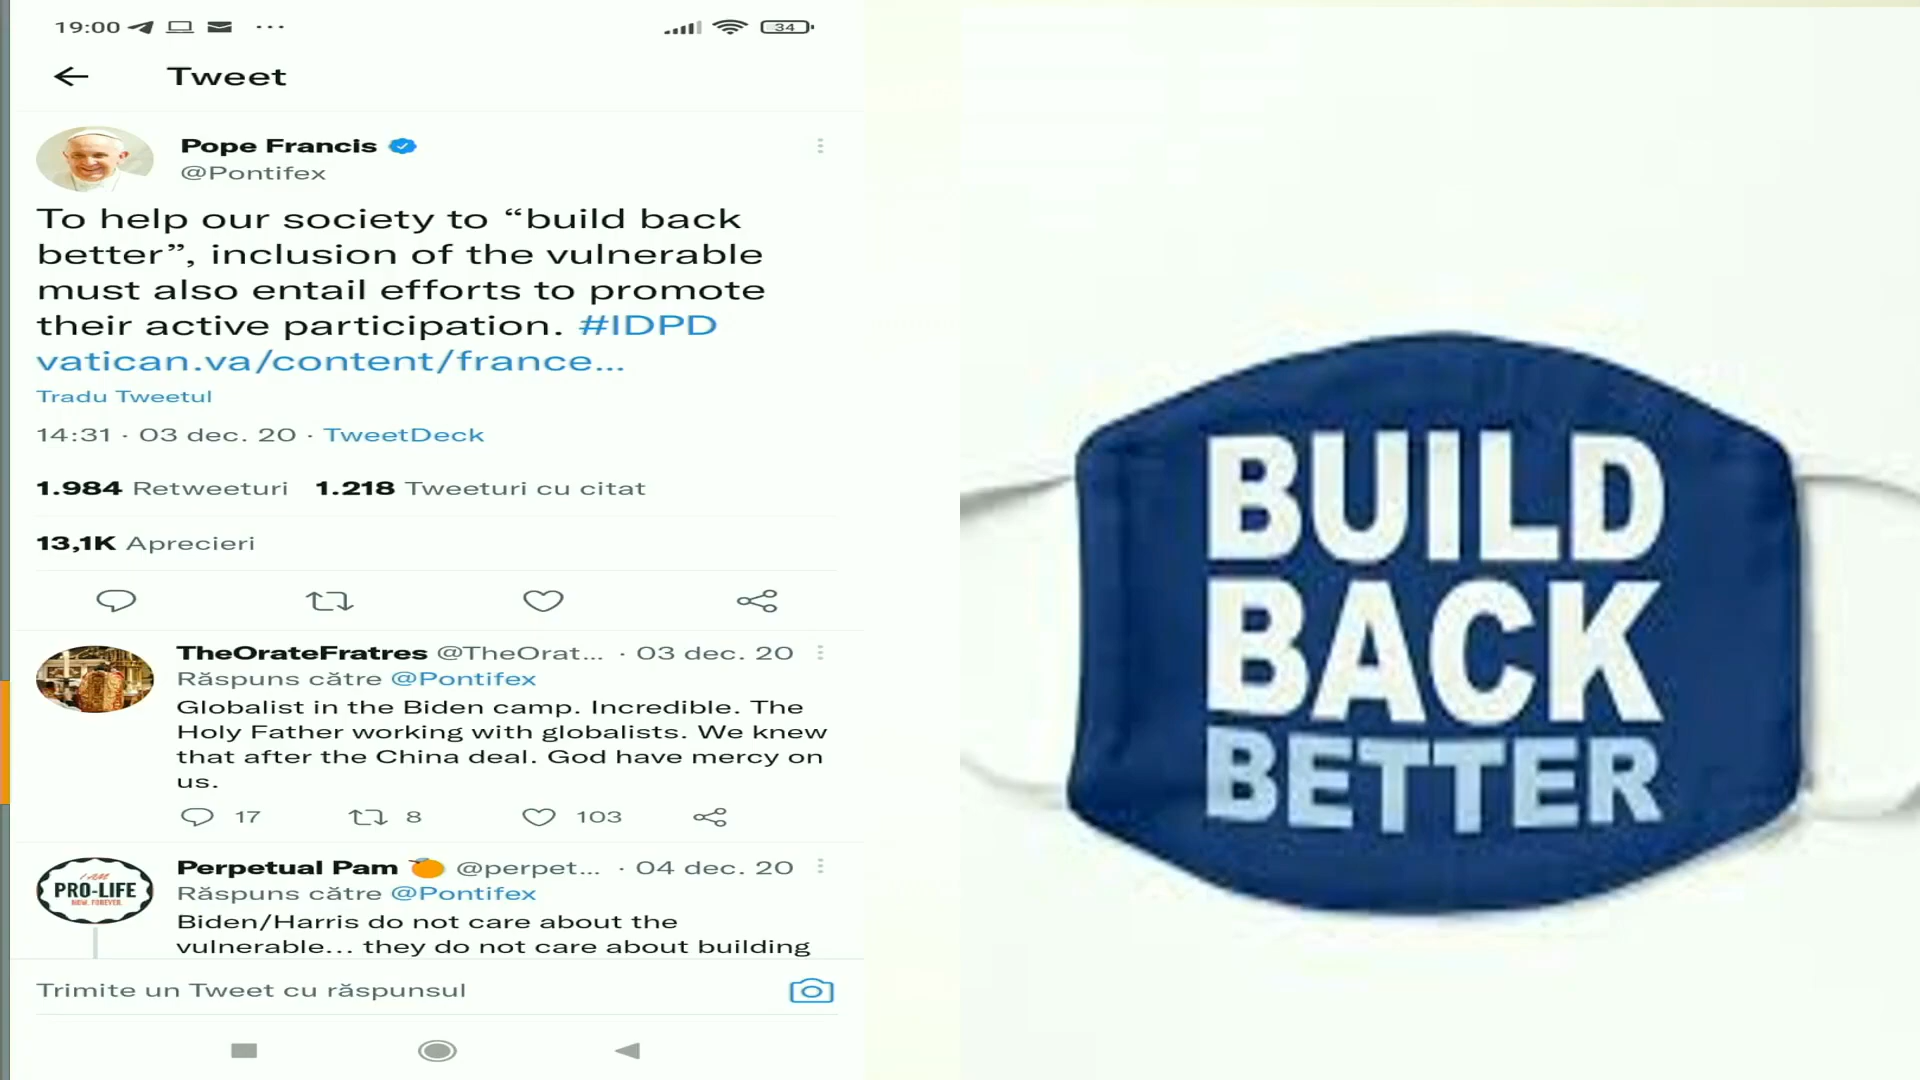 19:00
34
Tweet
Pope Francis
@Pontifex
To help our society to “build back
better”, inclusion of the vulnerable
must also entail efforts to promote
their active participation. #IDPD
vatican.va/content/france...
Tradu Tweetul
14:31 · 03 dec. 20 · TweetDeck
1.984 Retweeturi 1.218 Tweeturi cu citat
13,1K Aprecieri
TheOrateFratres @TheOrat... · 03 dec. 20
Răspuns către @Pontifex
Globalist in the Biden camp. Incredible. The
Holy Father working with globalists. We knew
that after the China deal. God have mercy on
us.
17 8 103
I AM
PRO-LIFE
NOW. FOREVER.
Perpetual Pam @perpet... · 04 dec. 20
Răspuns către @Pontifex
Biden/Harris do not care about the
vulnerable... they do not care about building
Trimite un Tweet cu răspunsul
BUILD
BACK
BETTER